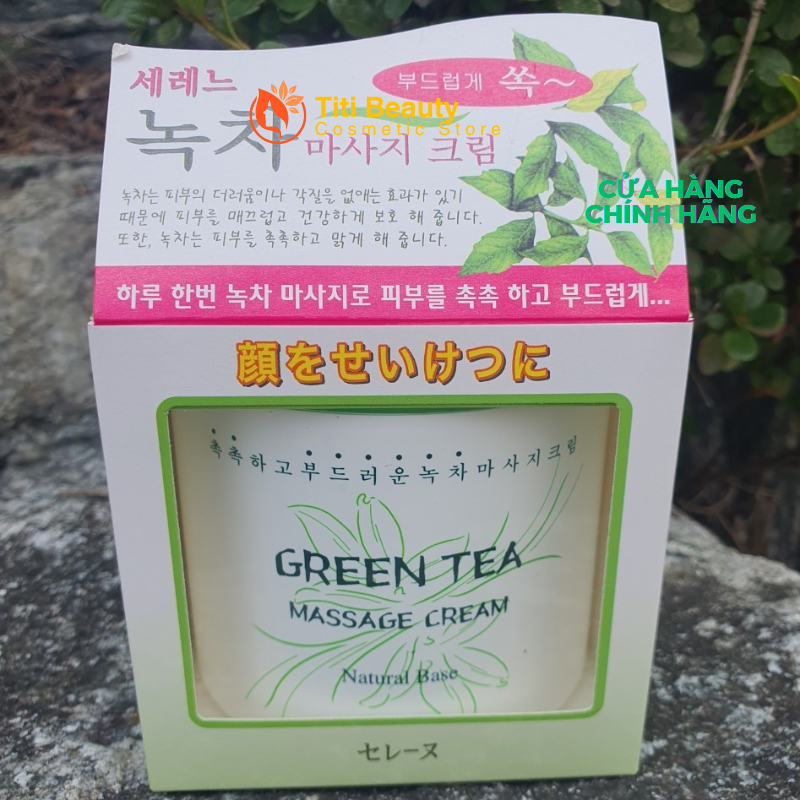 세레느
부드럽게 쏙~
Titi Beauty
Cosmetic Store
녹차 마사지 크림
녹차는 피부의 더러움이나 각질을 없애는 효과가 있기
때문에 피부를 매끄럽고 건강하게 보호 해 줍니다.
또한, 녹차는 피부를 촉촉하고 맑게 해 줍니다.
CỬA HÀNG
CHÍNH HÃNG
하루 한번 녹차 마사지로 피부를 촉촉 하고 부드럽게...
顔をせいけつに
촉촉하고부드러운녹차마사지크림
GREEN TEA
MASSAGE CREAM
Natural Base
セレーヌ